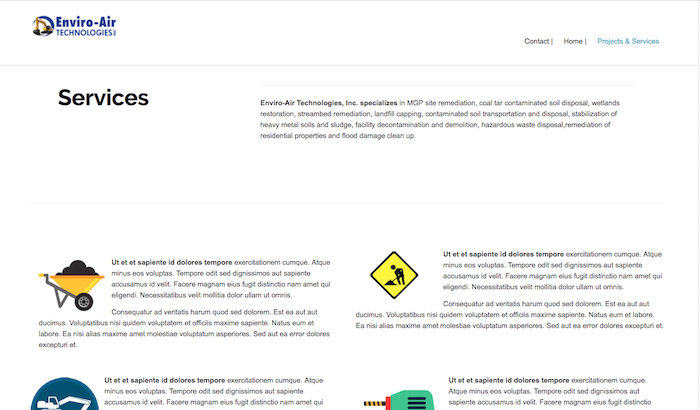 Enviro-Air
TECHNOLOGIES
Contact |
Home |
Projects & Services
Services
Enviro-Air Technologies, Inc. specializes in MGP site remediation, coal tar contaminated soil disposal, wetlands
restoration, streambed remediation, landfill capping, contaminated soil transportation and disposal, stabilization of
heavy metal soils and sludge, facility decontamination and demolition, hazardous waste disposal,remediation of
residential properties and flood damage clean up.
Ut et et sapiente id dolores tempore exercitationem cumque. Atque
minus eos voluptas. Tempore odit sed dignissimos aut sapiente
accusamus id velit. Facere magnam eius fugit distinctio nam amet qui
eligendi. Necessitatibus velit mollitia dolor ullam ut omnis.
Consequatur ad veritatis harum quod sed dolorem. Est ea aut aut
ducimus. Voluptatibus nisi quidem voluptatem et officiis maxime sapiente. Natus eum et
labore. Ea nisi alias maxime amet molestiae voluptatum asperiores. Sed aut ea error dolores
excepturi et.
Ut et et sapiente id dolores tempore exercitationem cumque. Atque
minus eos voluptas. Tempore odit sed dignissimos aut sapiente
accusamus id velit. Facere magnam eius fugit distinctio nam amet qui
eligendi. Necessitatibus velit mollitia dolor ullam ut omnis.
Consequatur ad veritatis harum quod sed dolorem. Est ea aut aut
ducimus. Voluptatibus nisi quidem voluptatem et officiis maxime sapiente. Natus eum et labore.
Ea nisi alias maxime amet molestiae voluptatum asperiores. Sed aut ea error dolores excepturi et.
Ut et et sapiente id dolores tempore exercitationem cumque. Atque
minus eos voluptas. Tempore odit sed dignissimos aut sapiente
accusamus id velit. Facere magnam eius fugit distinctio nam amet qui
Ut et et sapiente id dolores tempore exercitationem cumque. Atque
minus eos voluptas. Tempore odit sed dignissimos aut sapiente
accusamus id velit. Facere magnam eius fugit distinctio